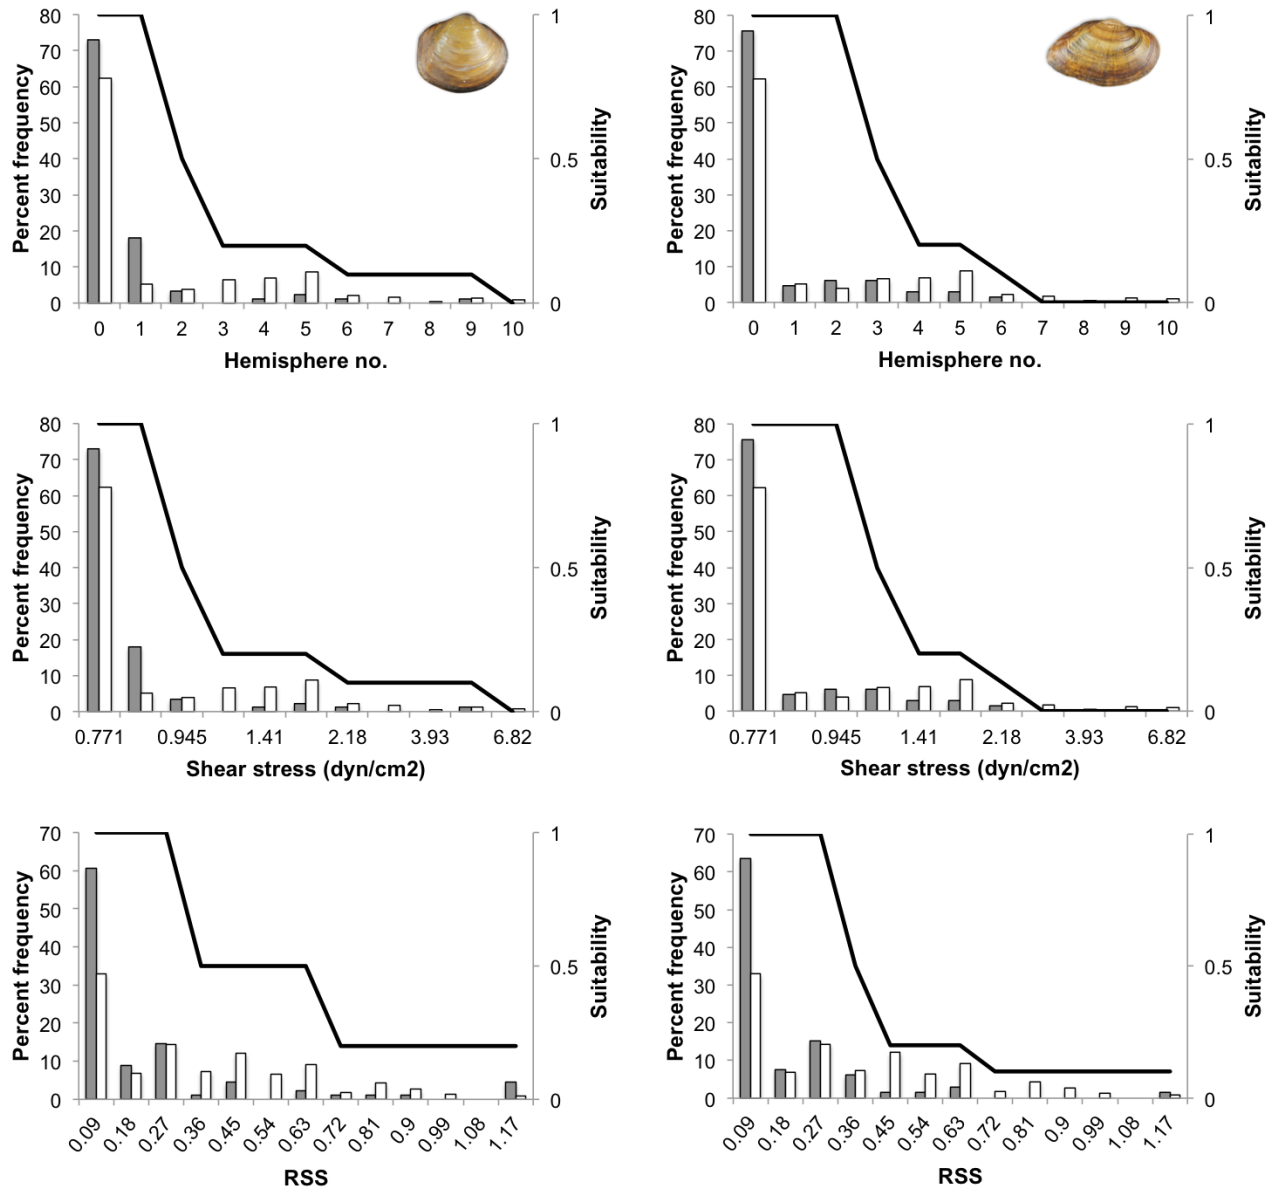 80
70
60
50
40
30
20
10
0
Percent frequency
1
0.5
0
Suitability
0 1 2 3 4 5 6 7 8 9 10
Hemisphere no.
80
70
60
50
40
30
20
10
0
Percent frequency
1
0.5
0
Suitability
0 1 2 3 4 5 6 7 8 9 10
Hemisphere no.
80
70
60
50
40
30
20
10
0
Percent frequency
1
0.5
0
Suitability
0.771 0.945 1.41 2.18 3.93 6.82
Shear stress (dyn/cm2)
80
70
60
50
40
30
20
10
0
Percent frequency
1
0.5
0
Suitability
0.771 0.945 1.41 2.18 3.93 6.82
Shear stress (dyn/cm2)
70
60
50
40
30
20
10
0
Percent frequency
1
0.5
0
Suitability
0.09 0.18 0.27 0.36 0.45 0.54 0.63 0.72 0.81 0.9 0.99 1.08 1.17
RSS
70
60
50
40
30
20
10
0
Percent frequency
1
0.5
0
Suitability
0.09 0.18 0.27 0.36 0.45 0.54 0.63 0.72 0.81 0.9 0.99 1.08 1.17
RSS